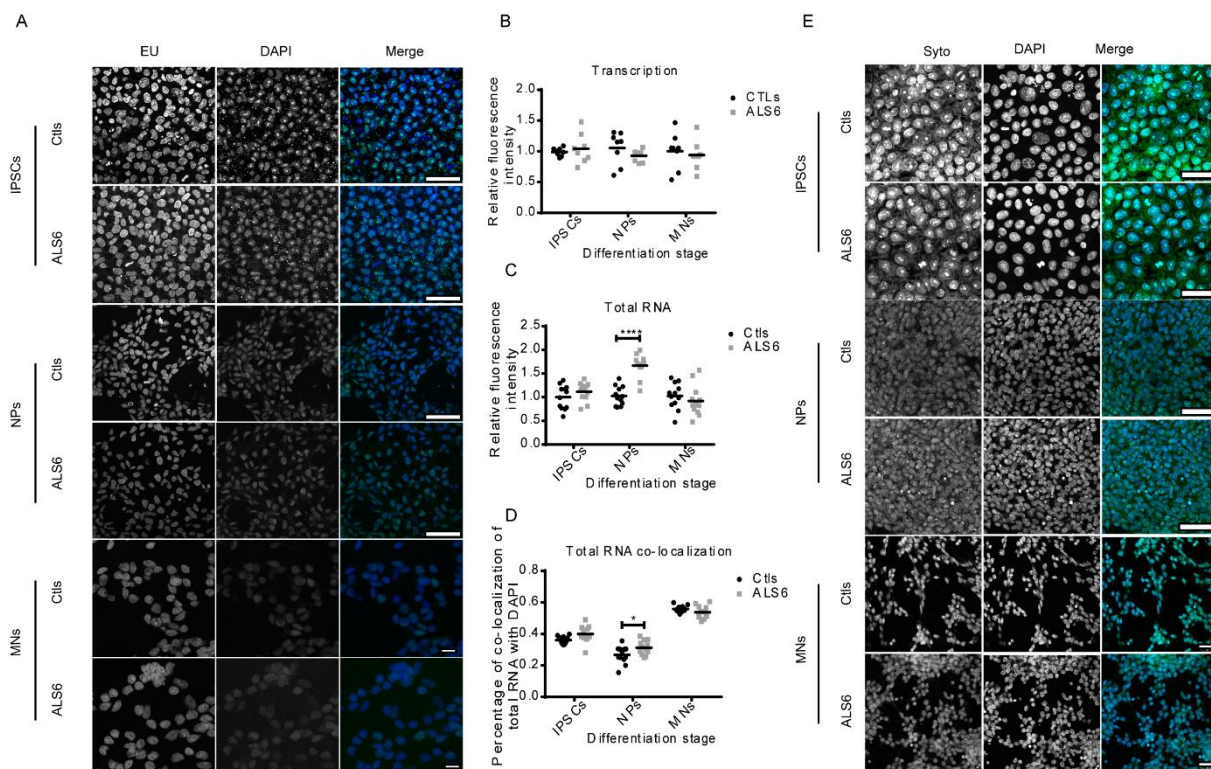 A
EU DAPI Merge
IPSCs
Ctls
ALS6
NPs
Ctls
ALS6
MNs
Ctls
ALS6
B
Transcription
Relative fluorescence
intensity
2.0
1.5
1.0
0.5
0.0
IPSCs NPs MNs
Differentiation stage
CTLs
ALS6
C
Total RNA
Relative fluorescence
intensity
2.5
2.0
1.5
1.0
0.5
0.0
****
IPSCs NPs MNs
Differentiation stage
Ctls
ALS6
D
Total RNA co-localization
Percentage of co-localization of
total RNA with DAPI
0.8
0.6
0.4
0.2
0.0
*
IPSCs NPs MNs
Differentiation stage
Ctls
ALS6
E
Syto DAPI Merge
IPSCs
Ctls
ALS6
NPs
Ctls
ALS6
MNs
Ctls
ALS6